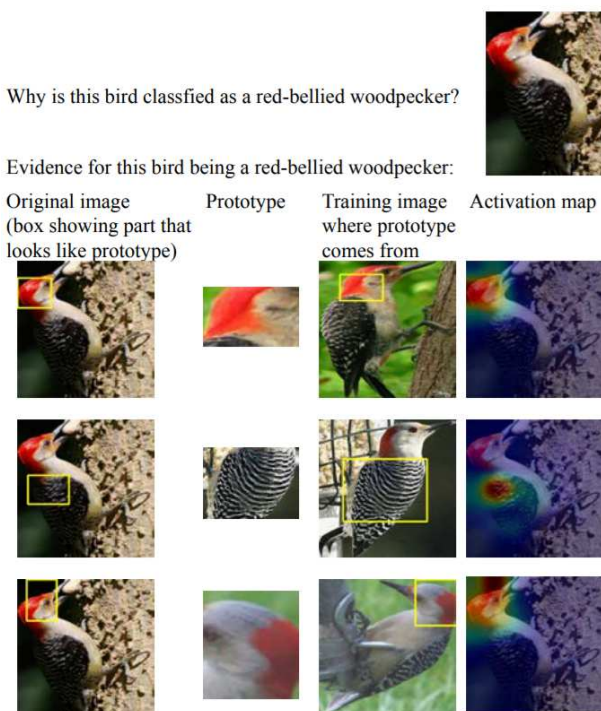 Why is this bird classfied as a red-bellied woodpecker?
Evidence for this bird being a red-bellied woodpecker:
Original image
(box showing part that
looks like prototype)
Prototype
Training image
where prototype
comes from
Activation map